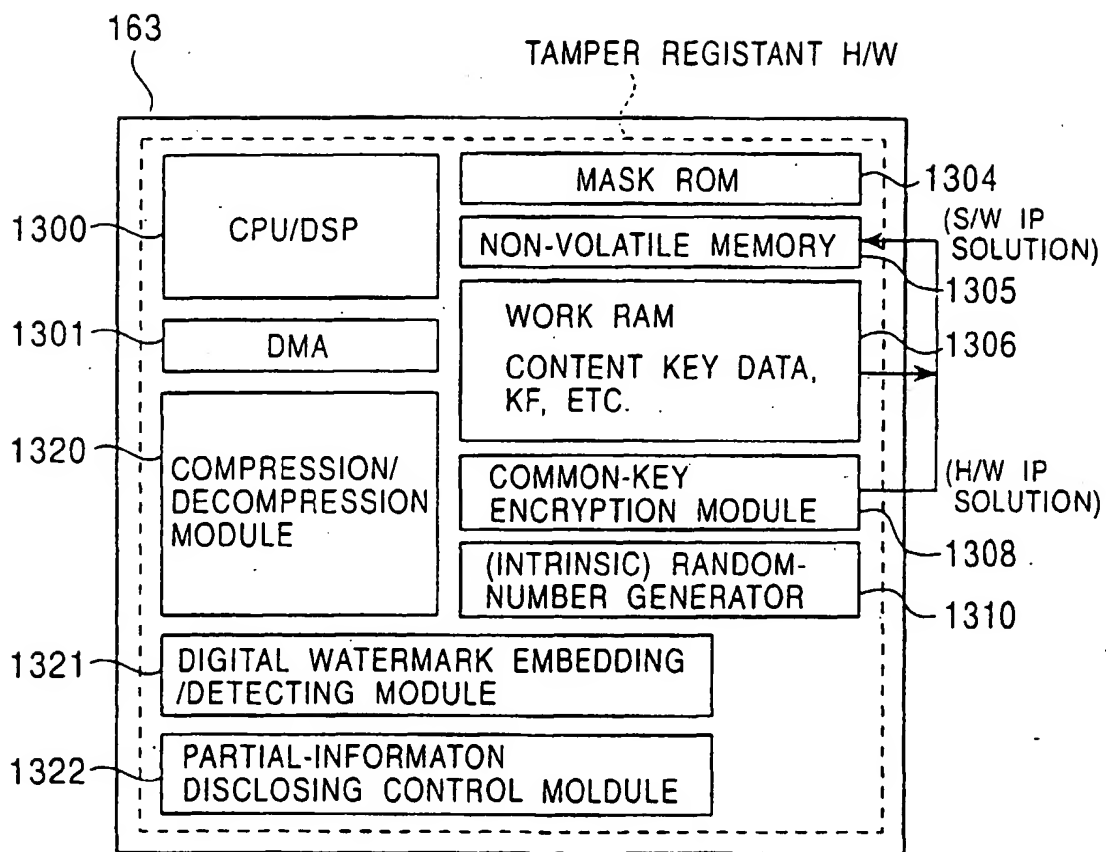 163
TAMPER REGISTANT H/W
1300
CPU/DSP
MASK ROM
1304
NON-VOLATILE MEMORY
(S/W IP
SOLUTION)
1305
1301
DMA
WORK RAM
CONTENT KEY DATA,
KF, ETC.
1306
1320
COMPRESSION/
DECOMPRESSION
MODULE
COMMON-KEY
ENCRYPTION MODULE
(H/W IP
SOLUTION)
1308
(INTRINSIC) RANDOM-
NUMBER GENERATOR
1310
1321
DIGITAL WATERMARK EMBEDDING
/DETECTING MODULE
1322
PARTIAL-INFORMATON
DISCLOSING CONTROL MOLDULE